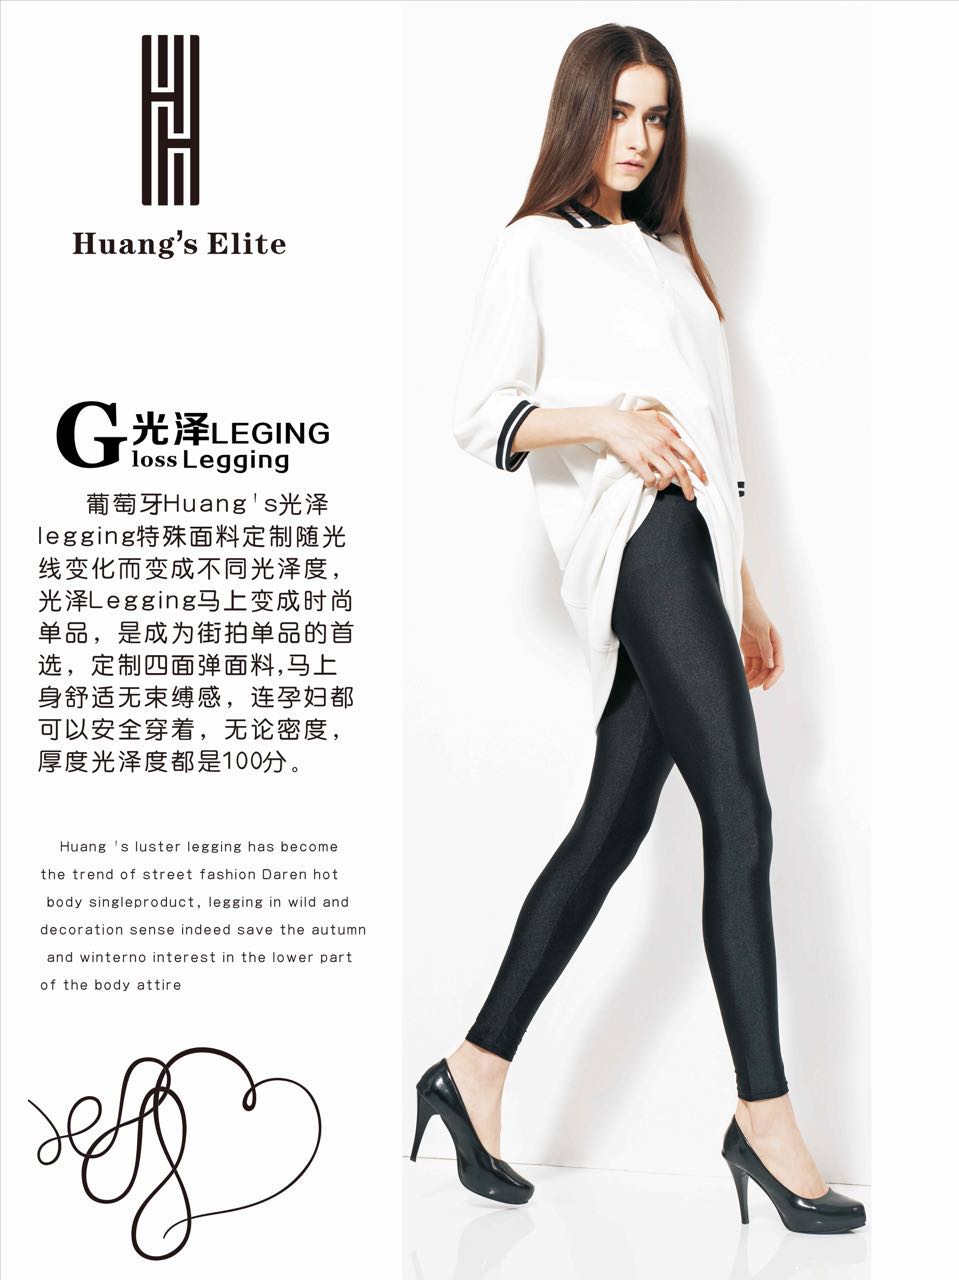 Huang's Elite
G光泽LEGING
loss Legging
葡萄牙Huang's光泽
legging特殊面料定制随光
线变化而变成不同光泽度，
光泽Legging马上变成时尚
单品，是成为街拍单品的首
选，定制四面弹面料,马上
身舒适无束缚感，连孕妇都
可以安全穿着，无论密度，
厚度光泽度都是100分。
Huang 's luster legging has become
the trend of street fashion Daren hot
body singleproduct, legging in wild and
decoration sense indeed save the autumn
and winterno interest in the lower part
of the body attire